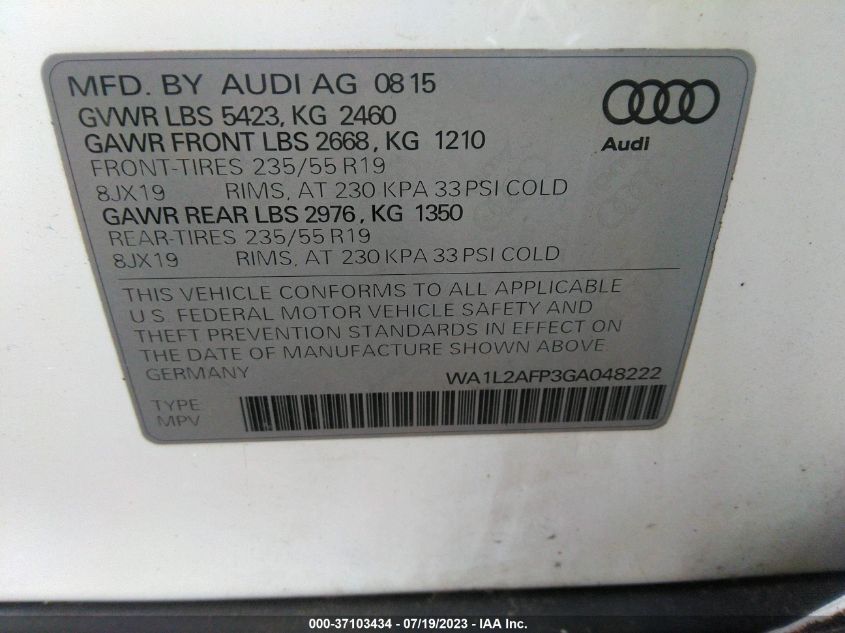 MFD. BY AUDI AG 08 15
GVWR LBS 5423, KG 2460
GAWR FRONT LBS 2668, KG 1210
FRONT-TIRES 235/55 R19
8JX19 RIMS, AT 230 KPA 33 PSI COLD
GAWR REAR LBS 2976, KG 1350
REAR-TIRES 235/55 R19
8JX19 RIMS, AT 230 KPA 33 PSI COLD
Audi
THIS VEHICLE CONFORMS TO ALL APPLICABLE
U.S. FEDERAL MOTOR VEHICLE SAFETY AND
THEFT PREVENTION STANDARDS IN EFFECT ON
THE DATE OF MANUFACTURE SHOWN ABOVE.
GERMANY
WA1L2AFP3GA048222
TYPE
MPV
000-37103434 - 07/19/2023 - IAA Inc.